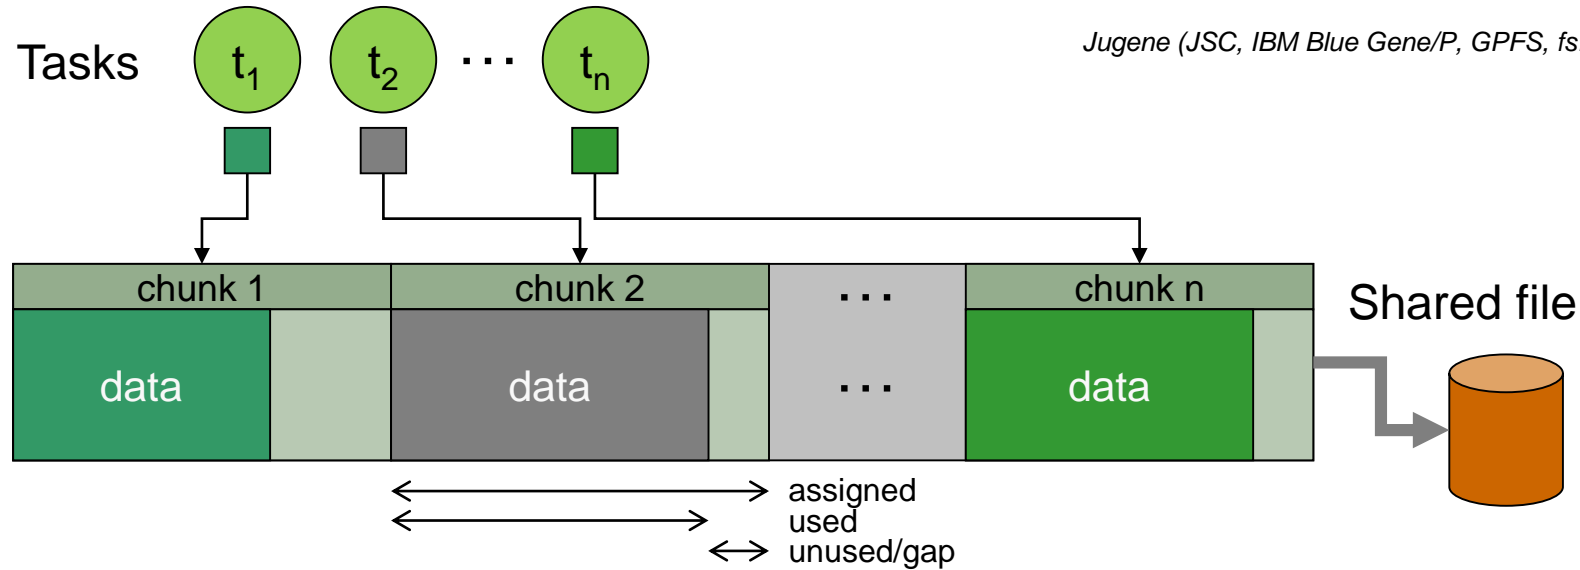 Tasks
t1
t2
...
tn
Jugene (JSC, IBM Blue Gene/P, GPFS, fs
chunk 1
chunk 2
...
chunk n
Shared file
data
data
...
data
assigned
used
unused/gap